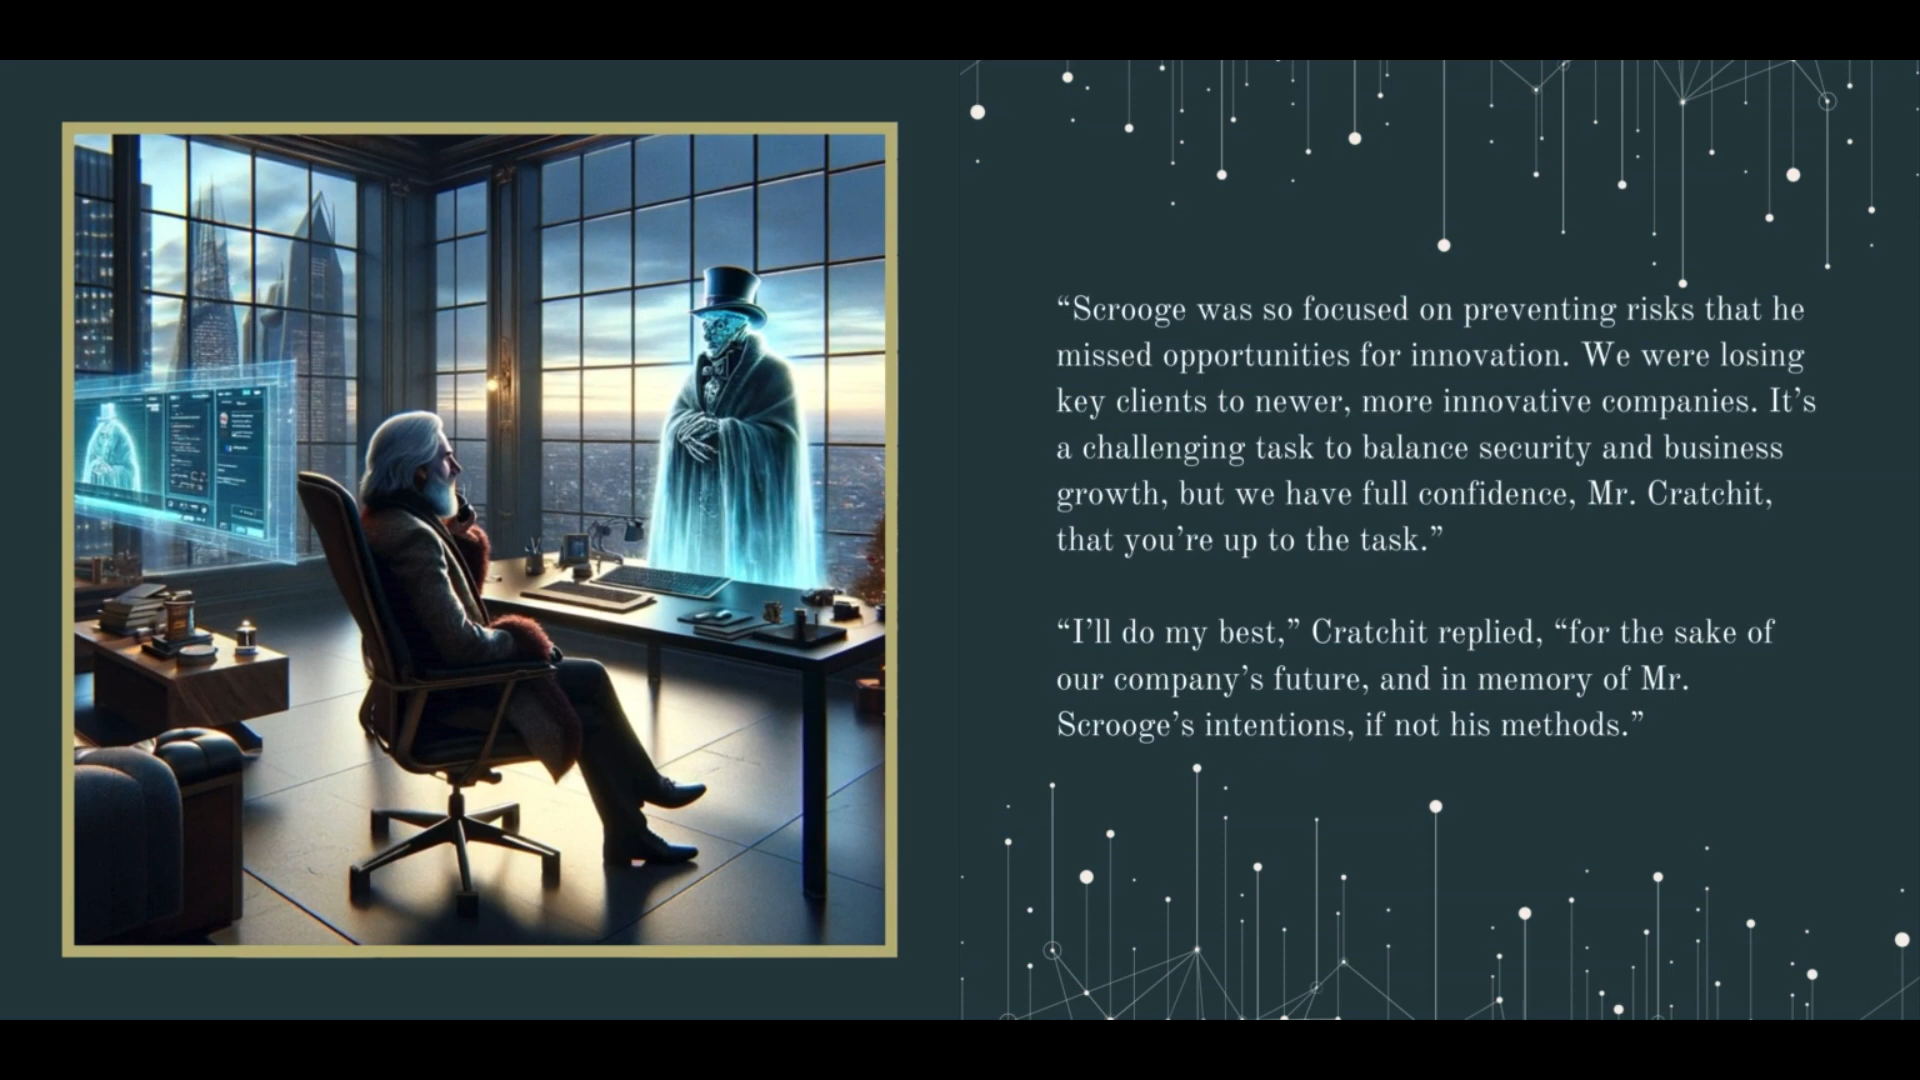 “Scrooge was so focused on preventing risks that he
missed opportunities for innovation. We were losing
key clients to newer, more innovative companies. It’s
a challenging task to balance security and business
growth, but we have full confidence, Mr. Cratchit,
that you’re up to the task.”
“I’ll do my best,” Cratchit replied, “for the sake of
our company’s future, and in memory of Mr.
Scrooge’s intentions, if not his methods.”